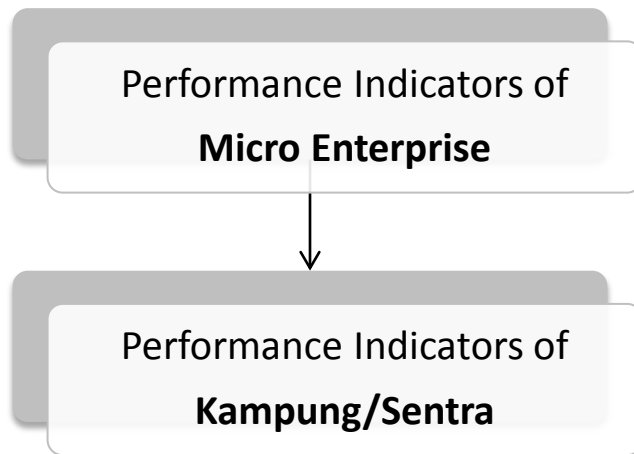 Performance Indicators of
Micro Enterprise
Performance Indicators of
Kampung/Sentra